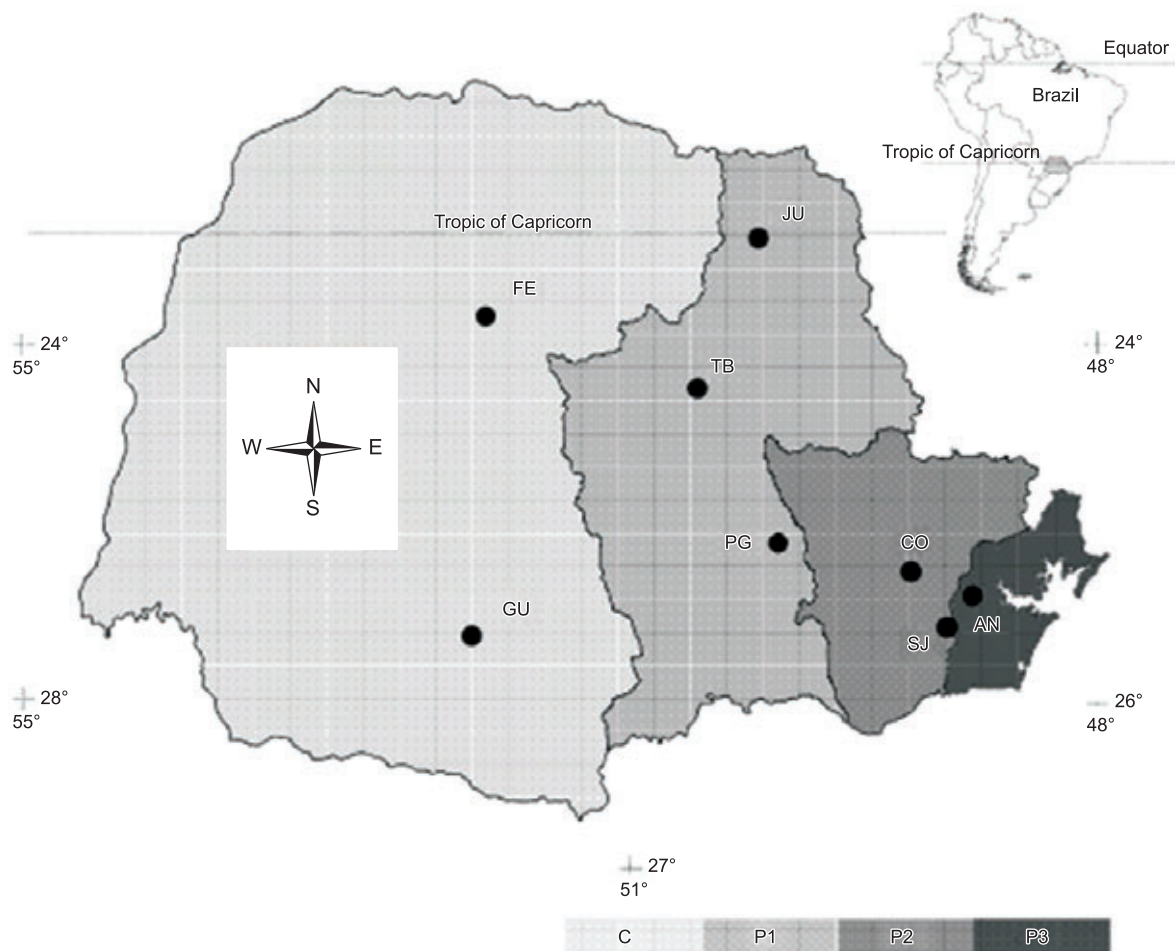 Equator
Brazil
Tropic of Capricorn
Tropic of Capricorn
JU
FE
24°
55°
24°
48°
TB
N
W
E
S
PG
CO
GU
AN
SJ
28°
55°
26°
48°
27°
51°
C
P1
P2
P3